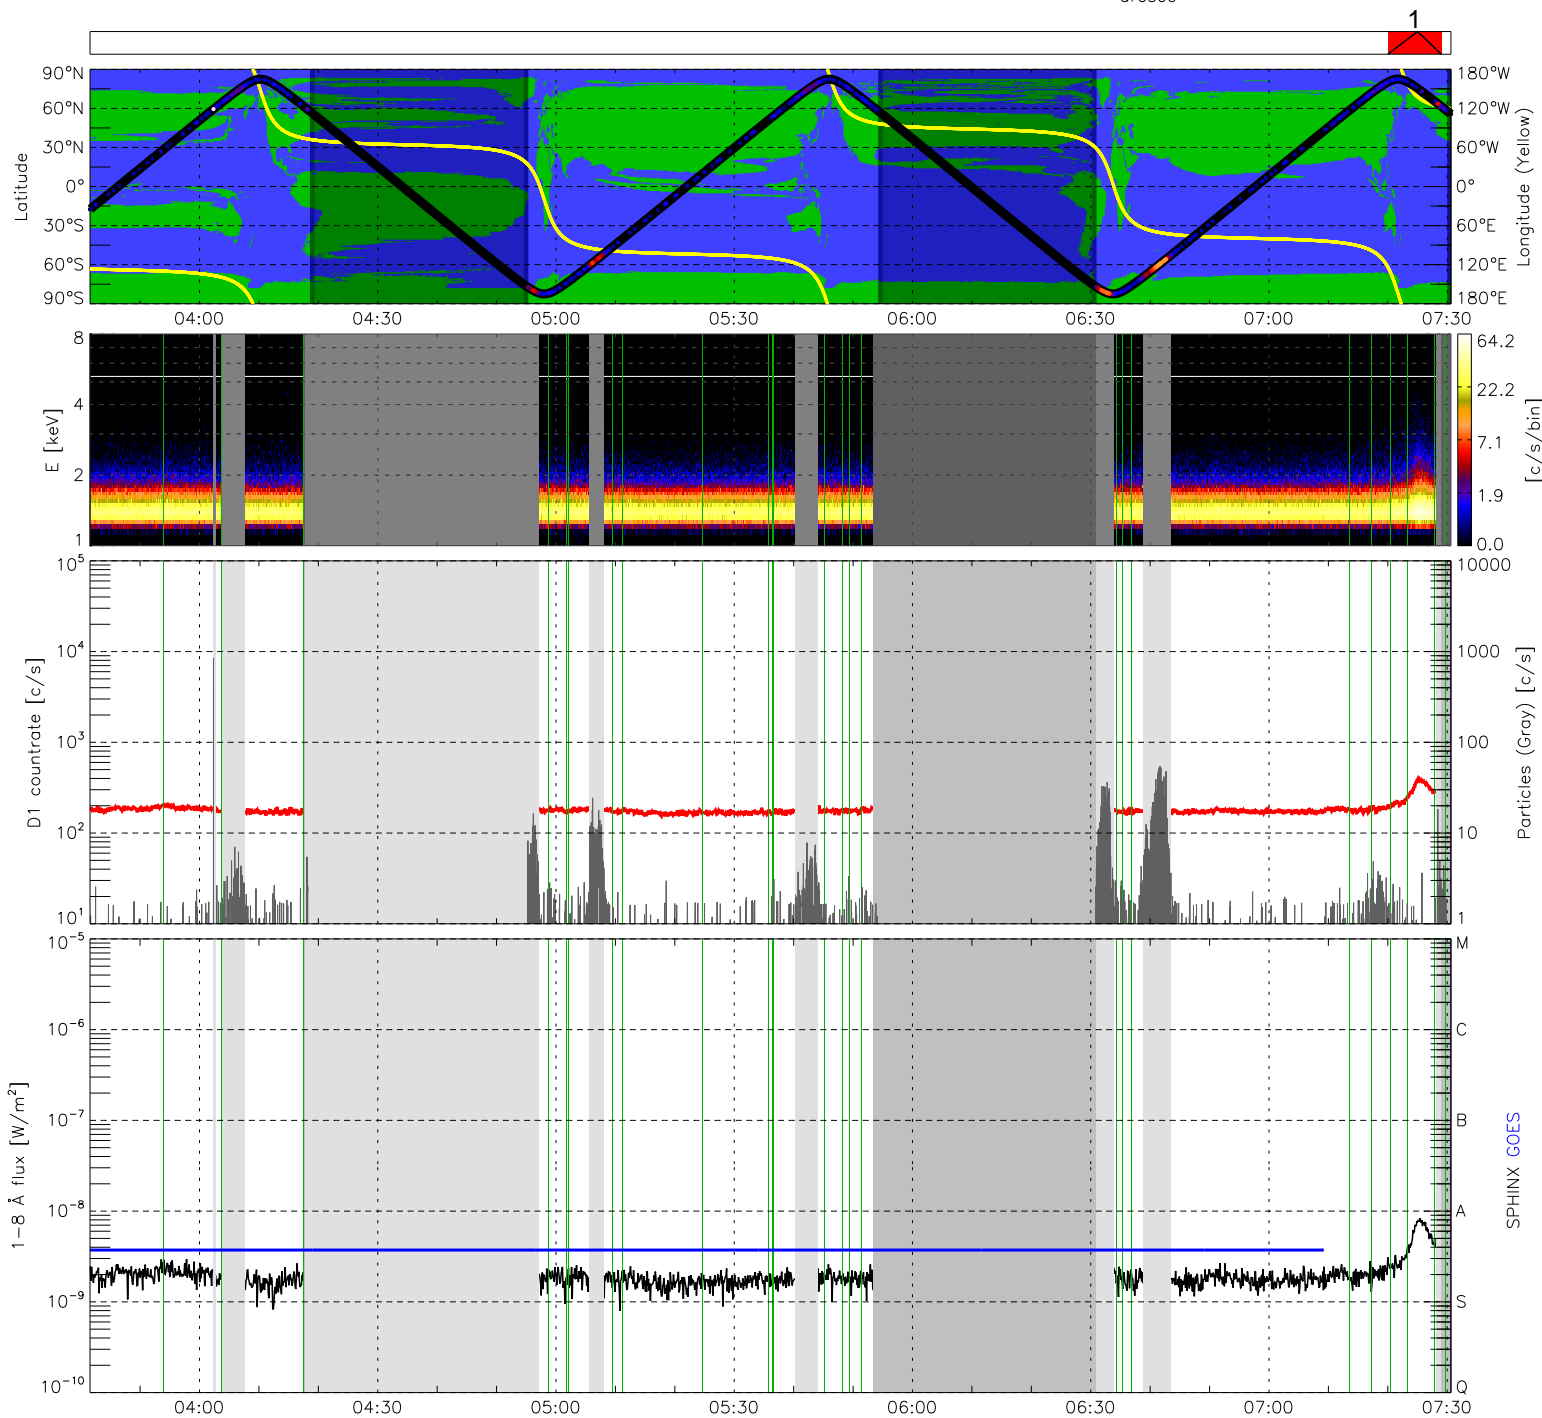 1
90°N 180°W
60°N 120°W
30°N 60°W
0° 0°
30°S 60°E
60°S 120°E
90°S 180°E
Latitude
Longitude (Yellow)
04:00 04:30 05:00 05:30 06:00 06:30 07:00 07:30
8
4
2
1
E [keV]
64.2
22.2
7.1
1.9
0.0
[c/s/bin]
10⁵ 10000
10⁴ 1000
10³ 100
10² 10
10¹ 1
D1 countrate [c/s]
Particles (Gray) [c/s]
10⁻⁵ M
10⁻⁶ C
10⁻⁷ B
10⁻⁸ A
10⁻⁹ S
10⁻¹⁰ Q
1–8 Å flux [W/m²]
SPHINX GOES
04:00 04:30 05:00 05:30 06:00 06:30 07:00 07:30